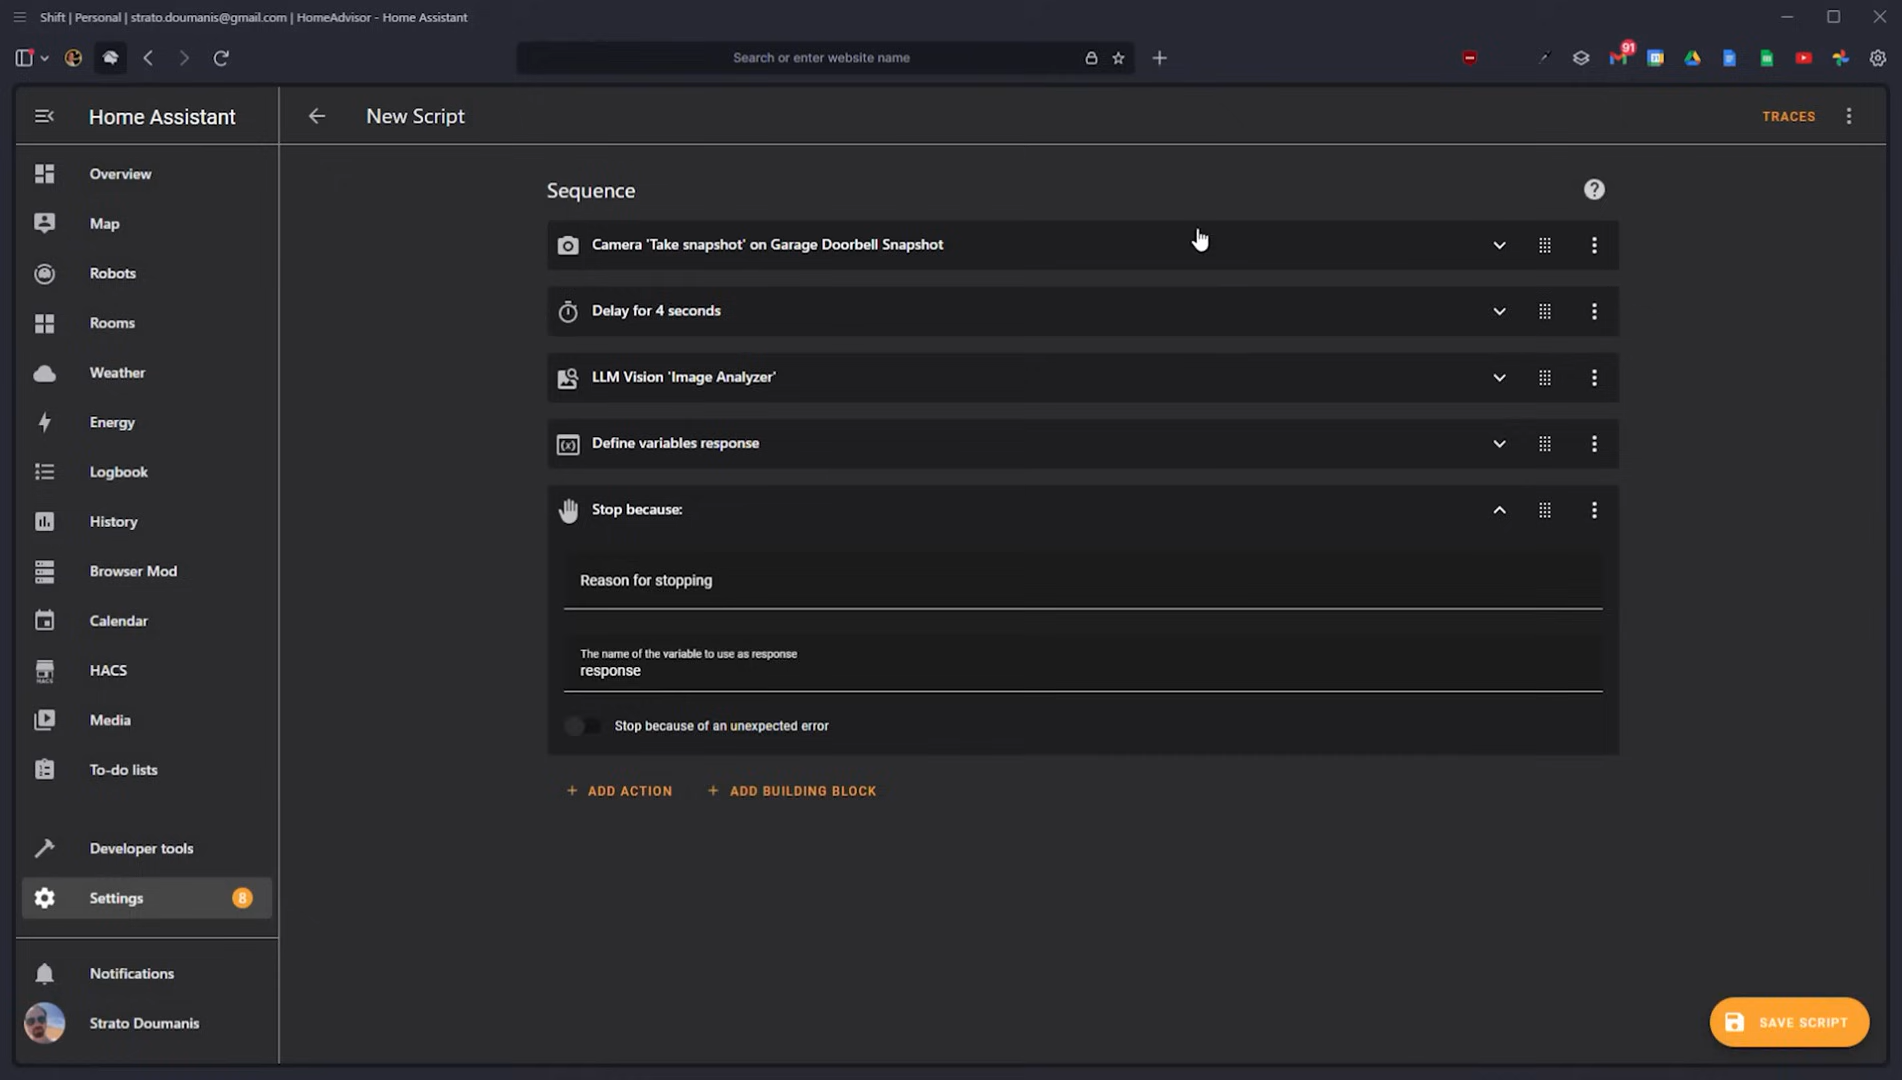 Shift | Personal | strato.doumanis@gmail.com | HomeAdvisor - Home Assistant
Search or enter website name
91
Home Assistant
New Script
TRACES
Overview
Map
Robots
Rooms
Weather
Energy
Logbook
History
Browser Mod
Calendar
HACS
HACS
Media
To-do lists
Developer tools
Settings
8
Notifications
Strato Doumanis
Sequence
Camera 'Take snapshot' on Garage Doorbell Snapshot
Delay for 4 seconds
LLM Vision 'Image Analyzer'
Define variables response
Stop because:
Reason for stopping
The name of the variable to use as response
response
Stop because of an unexpected error
+ ADD ACTION + ADD BUILDING BLOCK
SAVE SCRIPT